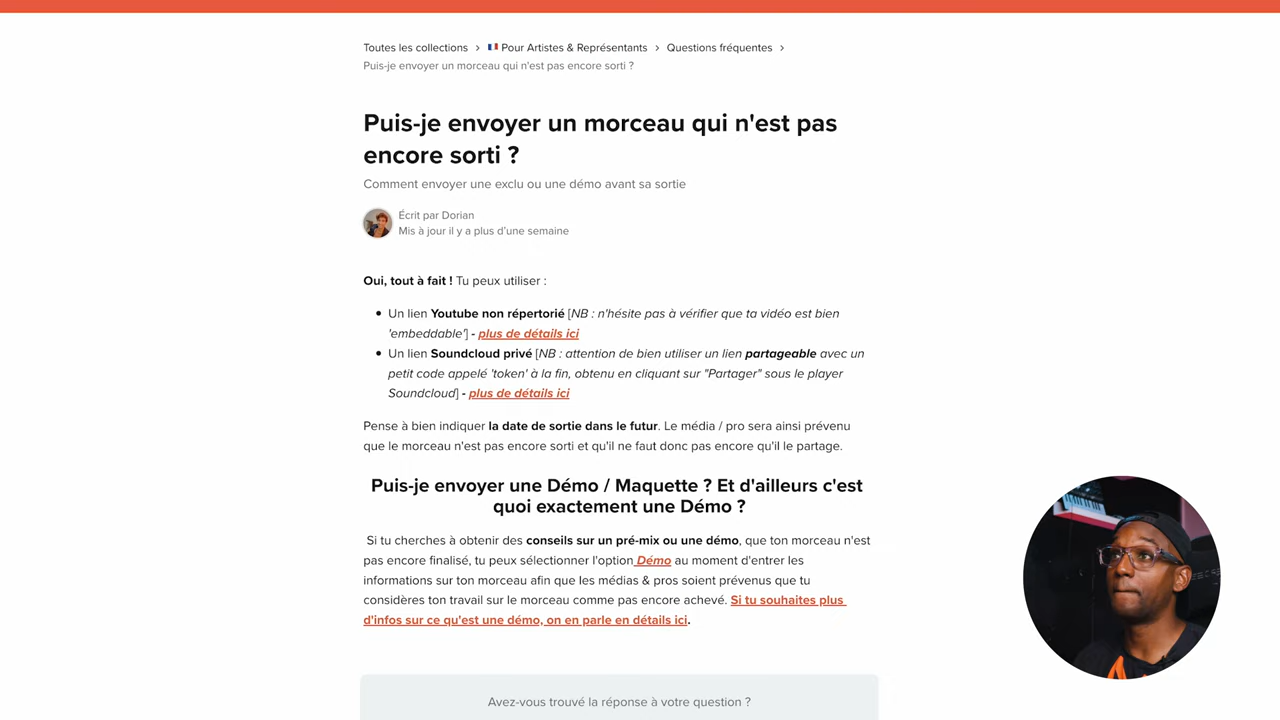 Toutes les collections > Pour Artistes & Représentants > Questions fréquentes >
Puis-je envoyer un morceau qui n'est pas encore sorti ?
Puis-je envoyer un morceau qui n'est pas
encore sorti ?
Comment envoyer une exclu ou une démo avant sa sortie
Écrit par Dorian
Mis à jour il y a plus d'une semaine
Oui, tout à fait ! Tu peux utiliser :
• Un lien Youtube non répertorié [NB : n'hésite pas à vérifier que ta vidéo est bien
'embeddable'] - plus de détails ici
• Un lien Soundcloud privé [NB : attention de bien utiliser un lien partageable avec un
petit code appelé 'token' à la fin, obtenu en cliquant sur "Partager" sous le player
Soundcloud] - plus de détails ici
Pense à bien indiquer la date de sortie dans le futur. Le média / pro sera ainsi prévenu
que le morceau n'est pas encore sorti et qu'il ne faut donc pas encore qu'il le partage.
Puis-je envoyer une Démo / Maquette ? Et d'ailleurs c'est
quoi exactement une Démo ?
Si tu cherches à obtenir des conseils sur un pré-mix ou une démo, que ton morceau n'est
pas encore finalisé, tu peux sélectionner l'option Démo au moment d'entrer les
informations sur ton morceau afin que les médias & pros soient prévenus que tu
considères ton travail sur le morceau comme pas encore achevé. Si tu souhaites plus
d'infos sur ce qu'est une démo, on en parle en détails ici.
Avez-vous trouvé la réponse à votre question ?